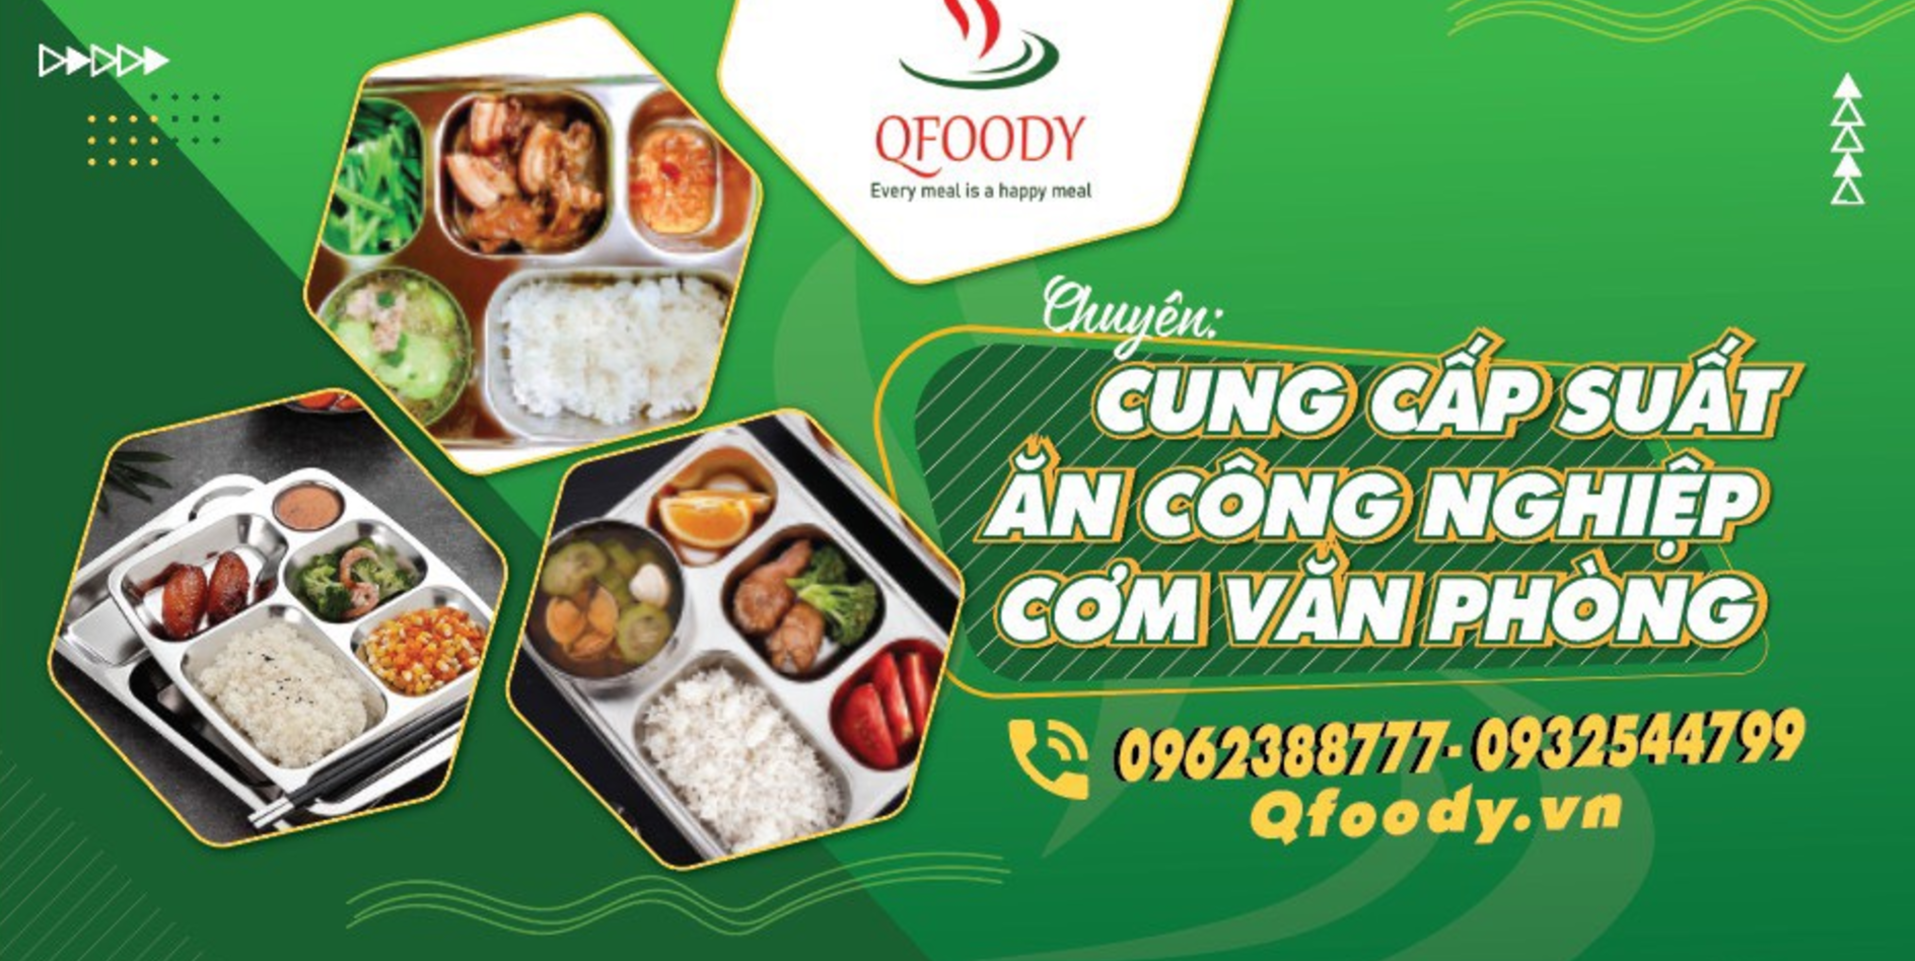 QFOODY
Every meal is a happy meal
Chuyên:
CUNG CẤP SUẤT
ĂN CÔNG NGHIỆP
CƠM VĂN PHÒNG
0962388777- 0932544799
Qfoody.vn